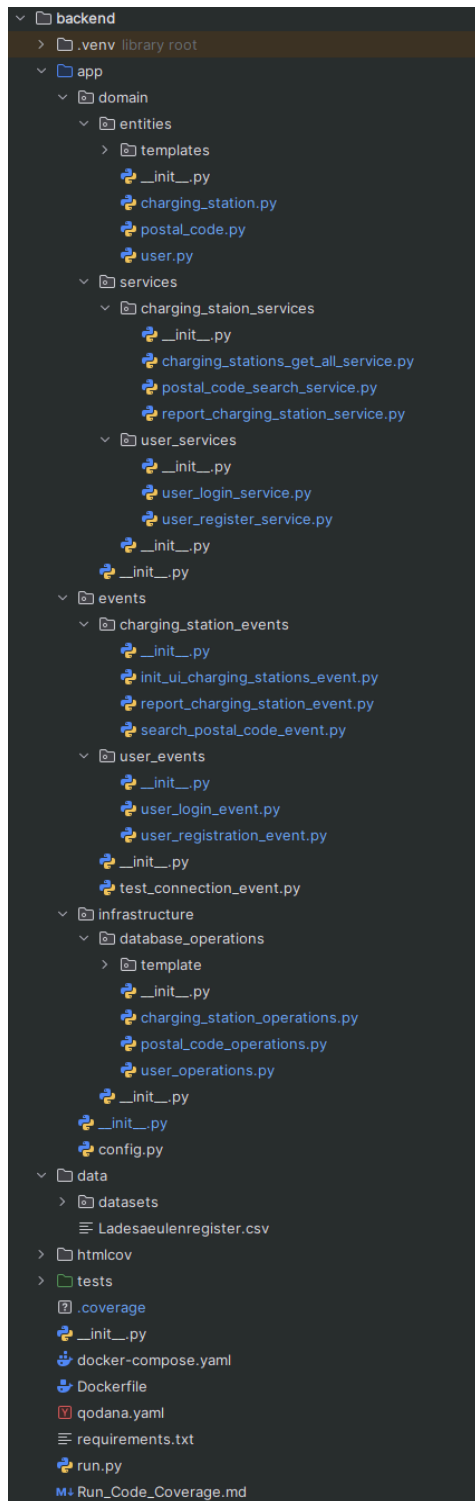 backend
.venv library root
app
domain
entities
templates
__init__.py
charging_station.py
postal_code.py
user.py
services
charging_staion_services
__init__.py
charging_stations_get_all_service.py
postal_code_search_service.py
report_charging_station_service.py
user_services
__init__.py
user_login_service.py
user_register_service.py
__init__.py
__init__.py
events
charging_station_events
__init__.py
init_ui_charging_stations_event.py
report_charging_station_event.py
search_postal_code_event.py
user_events
__init__.py
user_login_event.py
user_registration_event.py
__init__.py
test_connection_event.py
infrastructure
database_operations
template
__init__.py
charging_station_operations.py
postal_code_operations.py
user_operations.py
__init__.py
__init__.py
config.py
data
datasets
Ladesaeulenregister.csv
htmlcov
tests
.coverage
__init__.py
docker-compose.yaml
Dockerfile
qodana.yaml
requirements.txt
run.py
Run_Code_Coverage.md